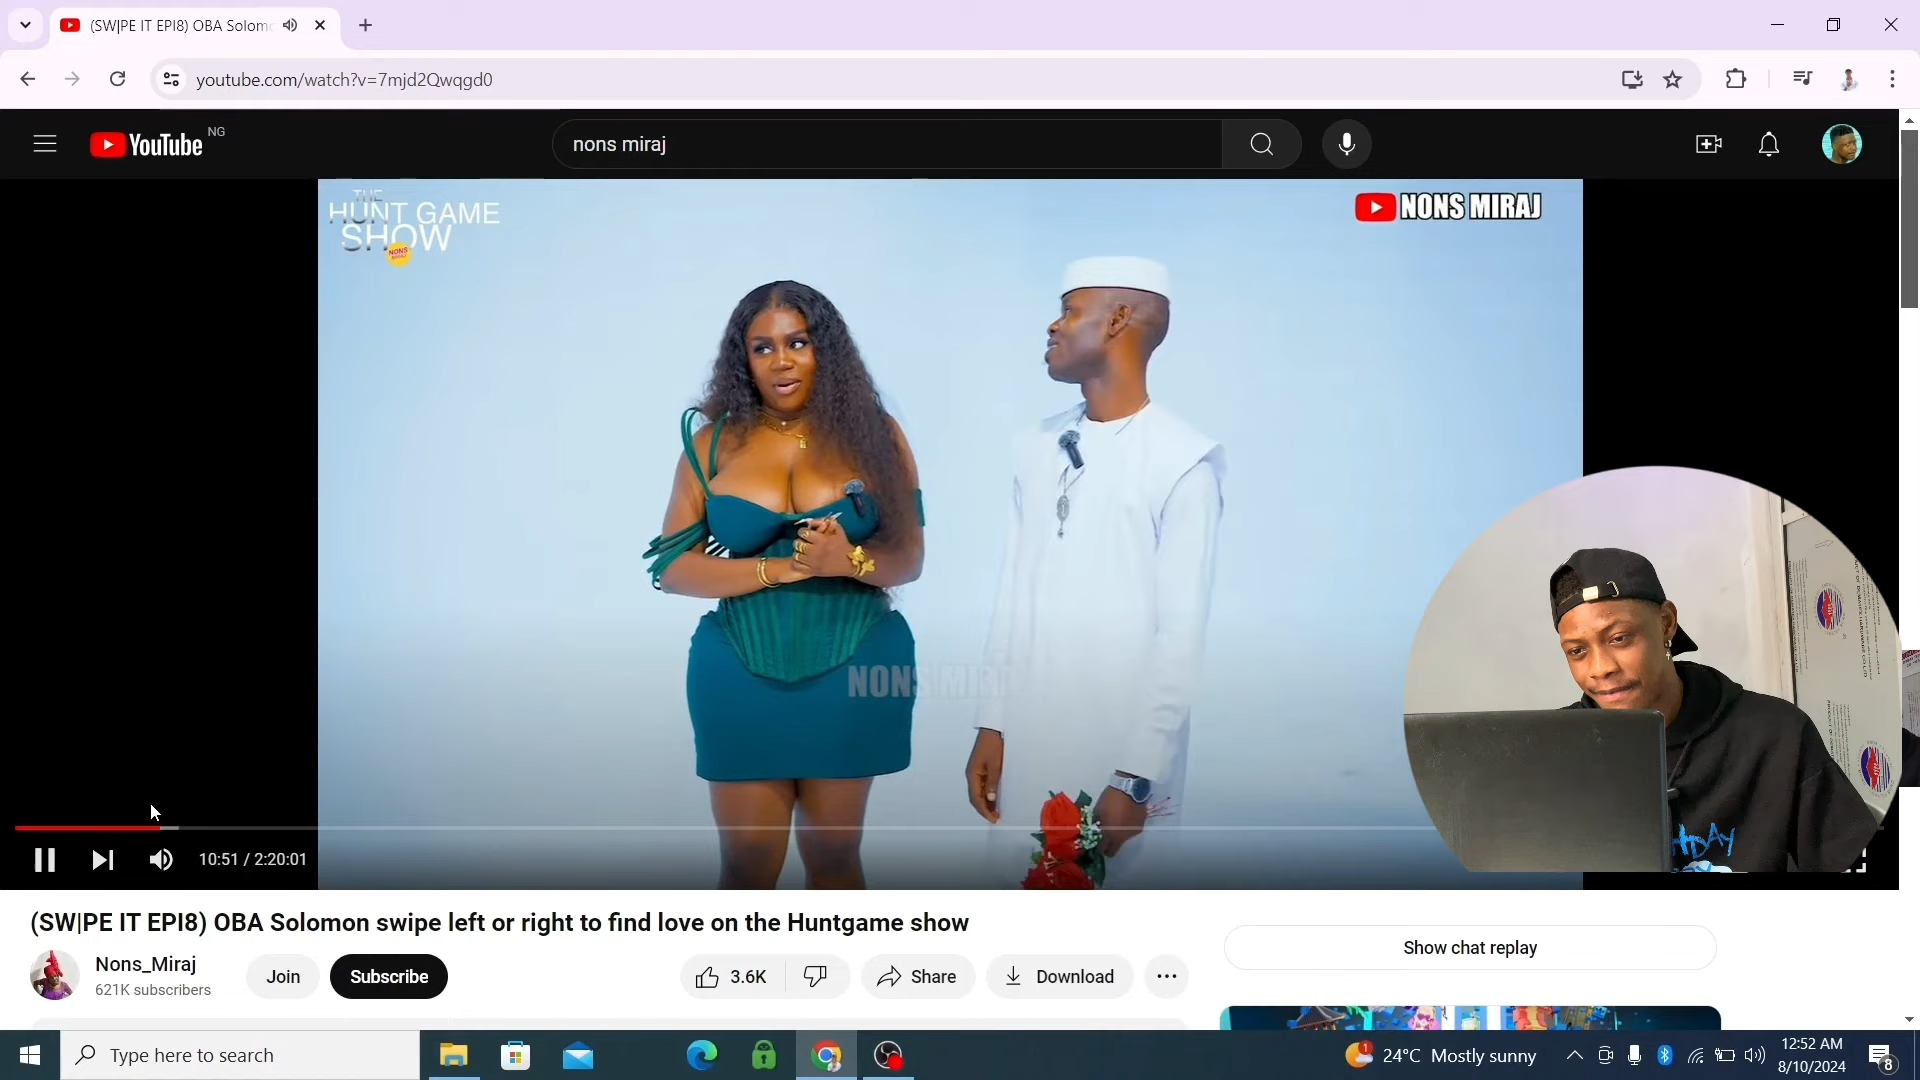 (SW|PE IT EPI8) OBA Solom
youtube.com/watch?v=7mjd2Qwqgd0
YouTube NG
nons miraj
THE
HUNT GAME
SHOW
NONS MIRAJ
NONS MIRAJ
10:51 / 2:20:01
(SW|PE IT EPI8) OBA Solomon swipe left or right to find love on the Huntgame show
Nons_Miraj
621K subscribers
Join
Subscribe
3.6K
Share
Download
Show chat replay
Type here to search
1
24°C Mostly sunny
12:52 AM
8/10/2024
8